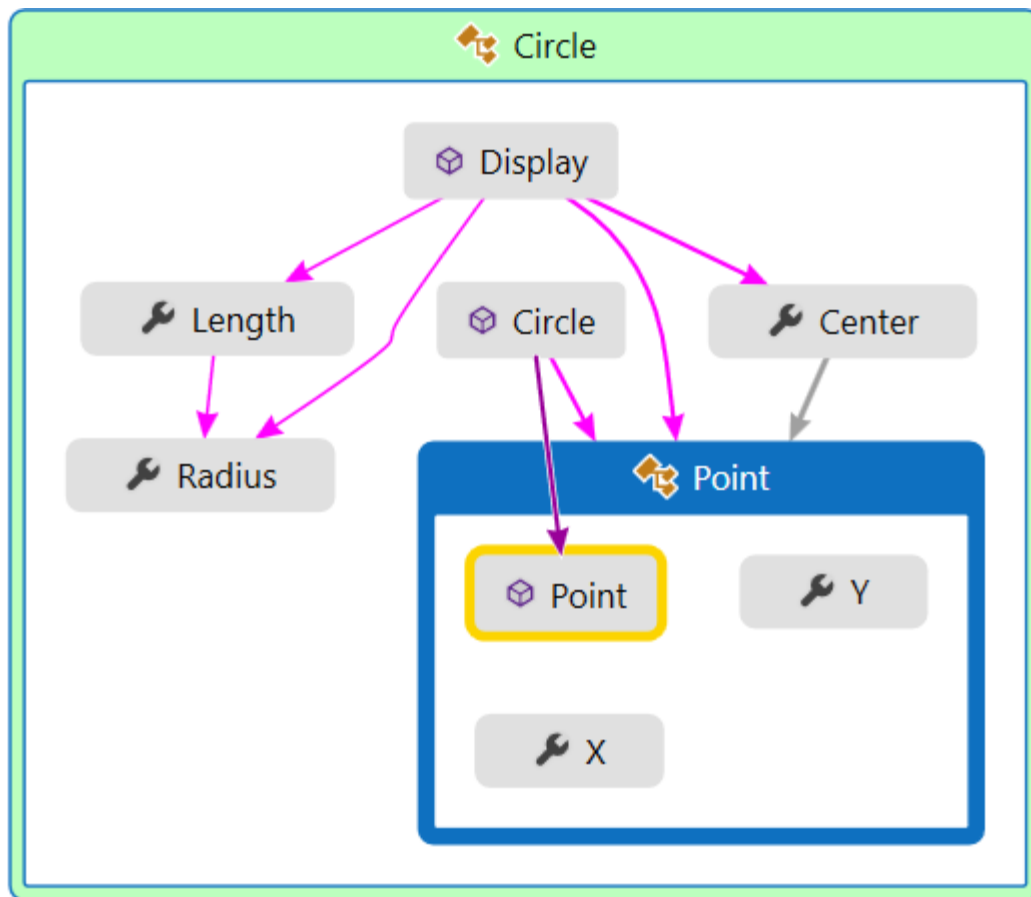 Circle
Display
Length
Circle
Center
Radius
Point
Point
Y
X